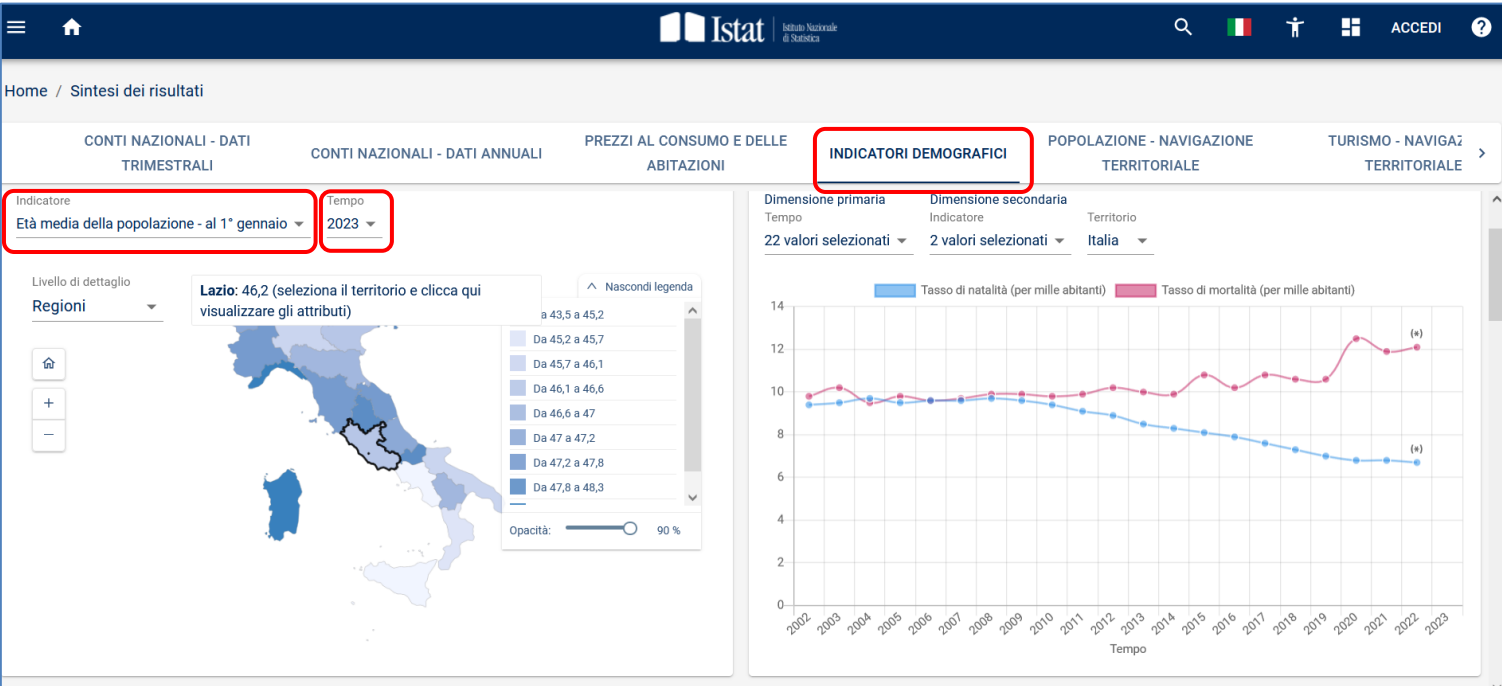 Istat
Istituto Nazionale
di Statistica
ACCEDI
Home / Sintesi dei risultati
CONTI NAZIONALI - DATI
TRIMESTRALI
CONTI NAZIONALI - DATI ANNUALI
PREZZI AL CONSUMO E DELLE
ABITAZIONI
INDICATORI DEMOGRAFICI
POPOLAZIONE - NAVIGAZIONE
TERRITORIALE
TURISMO - NAVIGAZ
TERRITORIALE
Indicatore
Età media della popolazione - al 1° gennaio
Tempo
2023
Livello di dettaglio
Regioni
Lazio: 46,2 (seleziona il territorio e clicca qui
visualizzare gli attributi)
Nascondi legenda
a 43,5 a 45,2
Da 45,2 a 45,7
Da 45,7 a 46,1
Da 46,1 a 46,6
Da 46,6 a 47
Da 47 a 47,2
Da 47,2 a 47,8
Da 47,8 a 48,3
Opacità: 90 %
Dimensione primaria
Tempo
22 valori selezionati
Dimensione secondaria
Indicatore
2 valori selezionati
Territorio
Italia
Tasso di natalità (per mille abitanti)
Tasso di mortalità (per mille abitanti)
14
12
10
8
6
4
2
0
(*)
(*)
2002 2003 2004 2005 2006 2007 2008 2009 2010 2011 2012 2013 2014 2015 2016 2017 2018 2019 2020 2021 2022 2023
Tempo